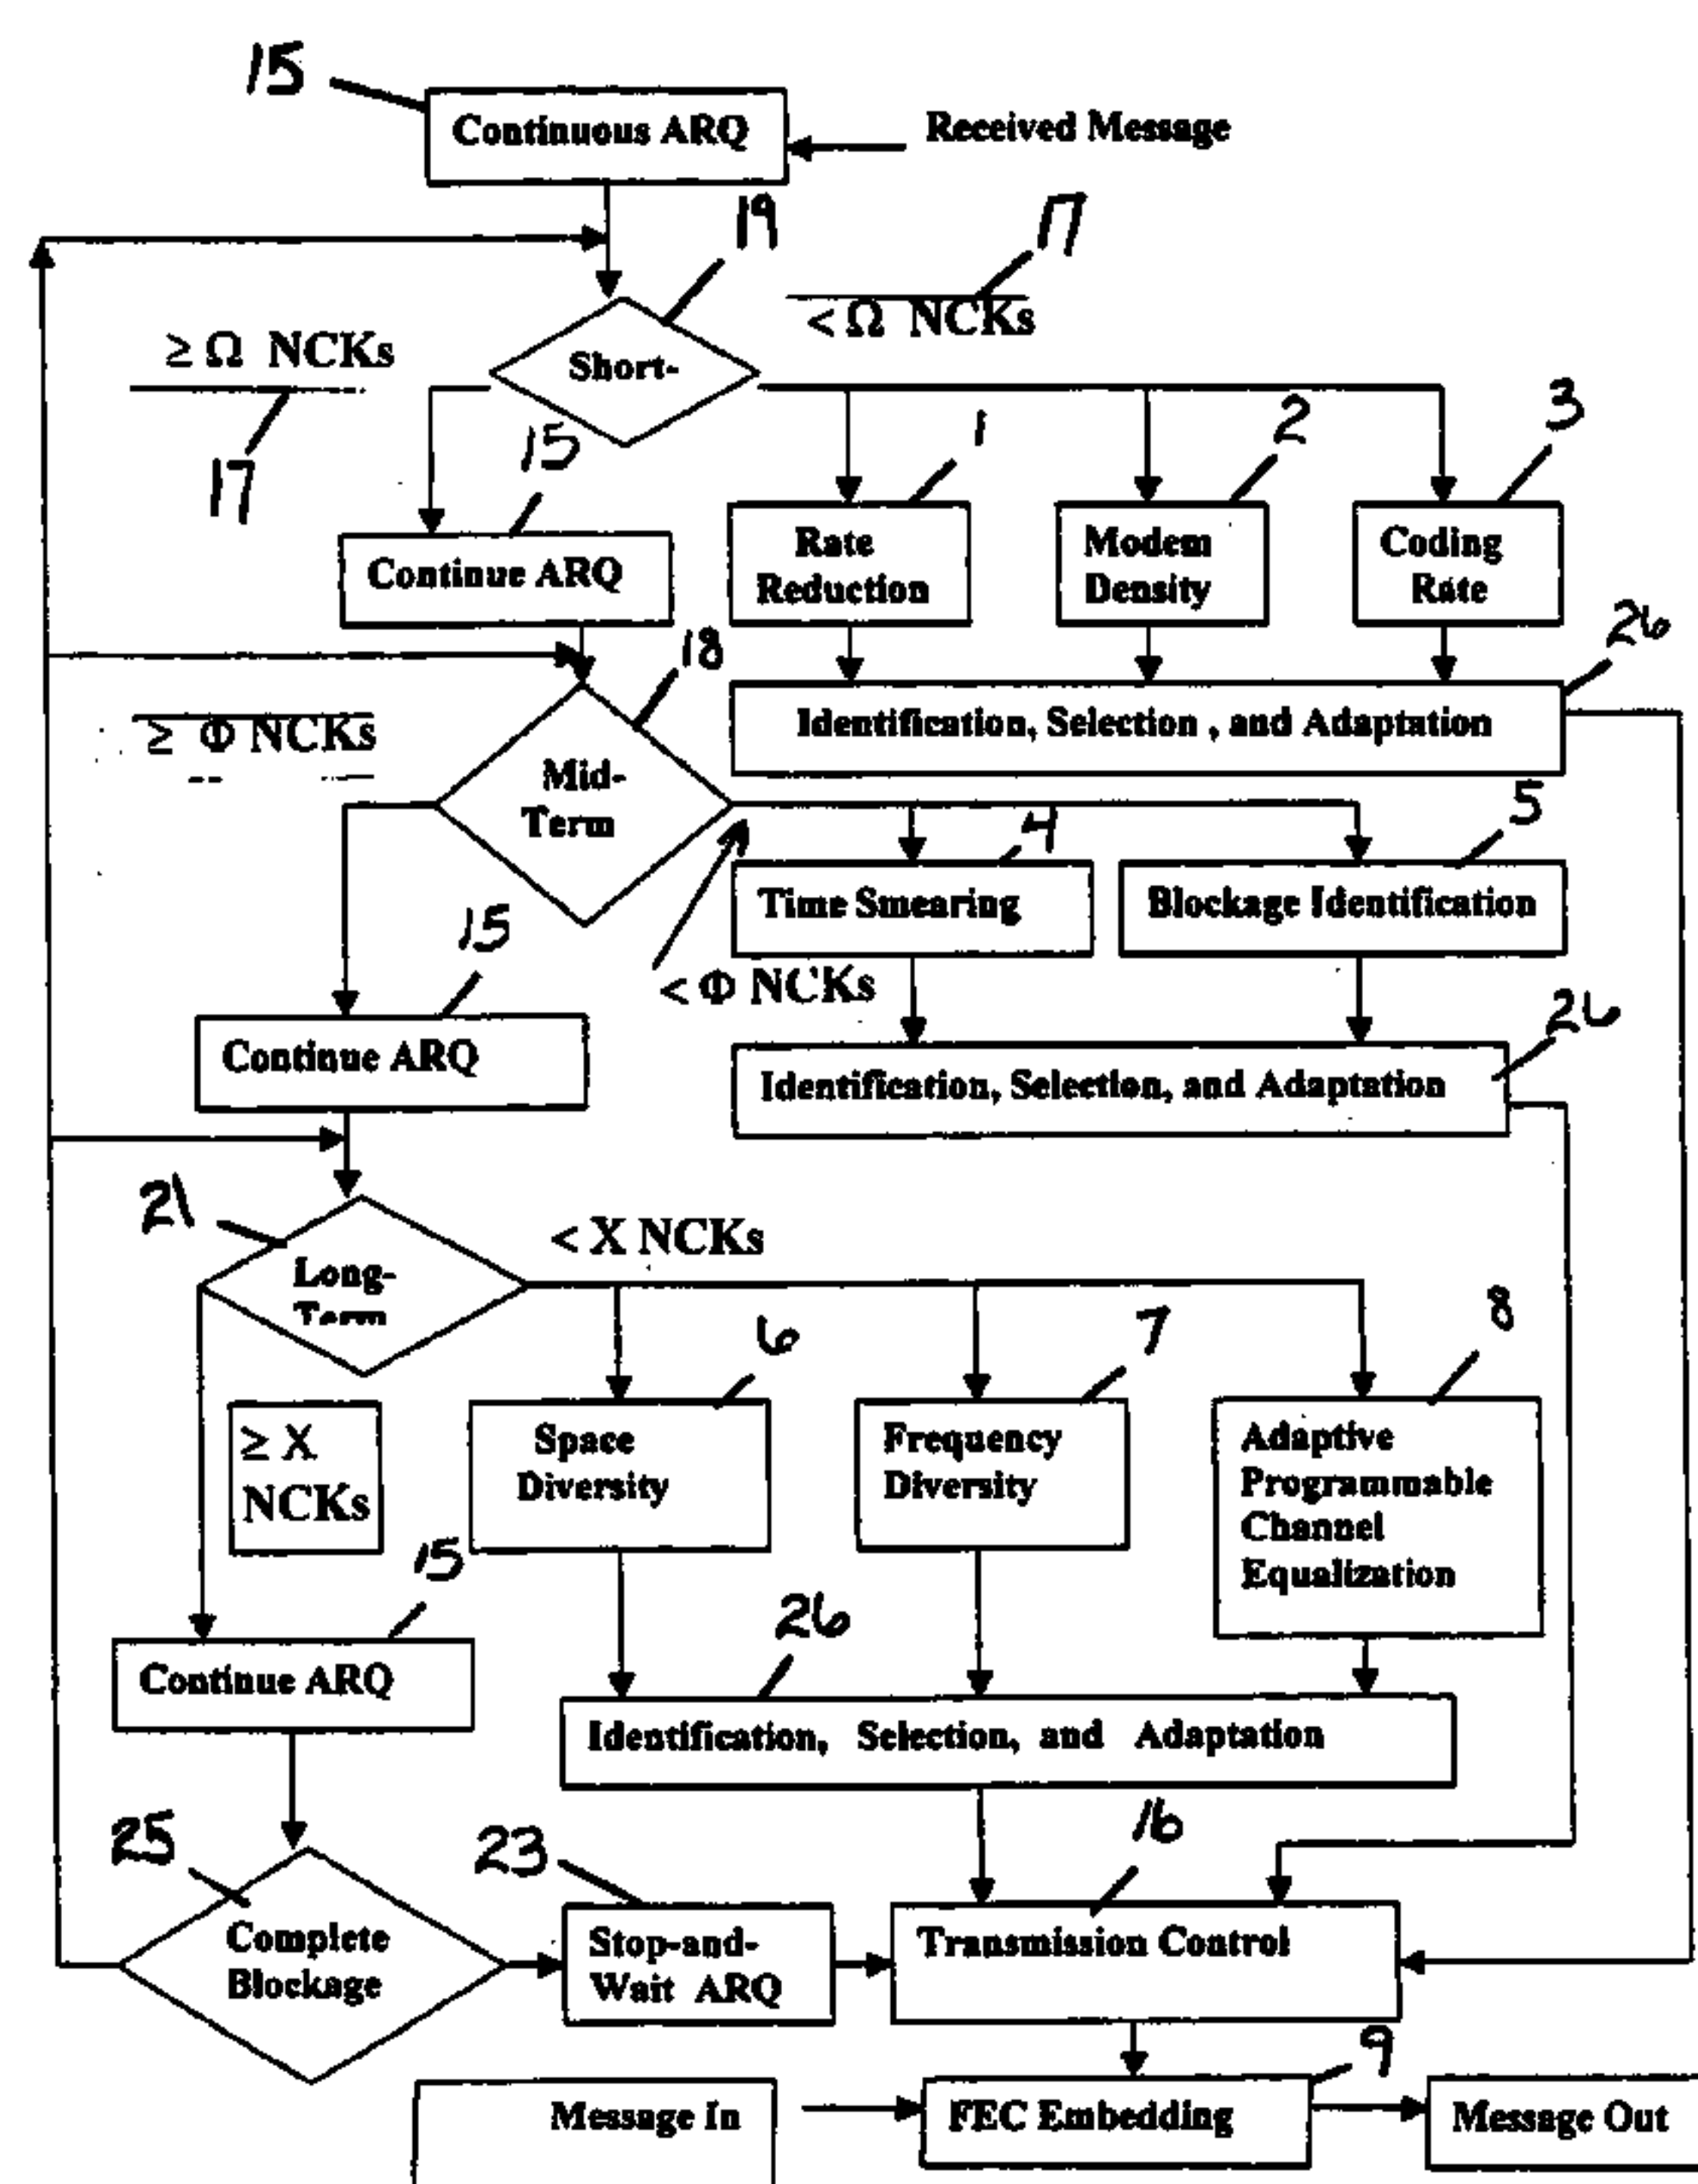 15
Continuous ARQ
Received Message
19
17
< Ω NCKs
≥ Ω NCKs
Short-
17
15
1
2
3
Continue ARQ
Rate
Reduction
Modem
Density
Coding
Rate
26
18
Identification, Selection , and Adaptation
≥ Φ NCKs
Mid-
Term
4
5
Time Smearing
Blockage Identification
15
< Φ NCKs
26
Continue ARQ
Identification, Selection, and Adaptation
21
< X NCKs
Long-
Term
6
7
8
≥ X
NCKs
Space
Diversity
Frequency
Diversity
Adaptive
Programmable
Channel
Equalization
15
26
Continue ARQ
Identification, Selection, and Adaptation
25
23
16
Complete
Blockage
Stop-and-
Wait ARQ
Transmission Control
9
Message In
FEC Embedding
Message Out